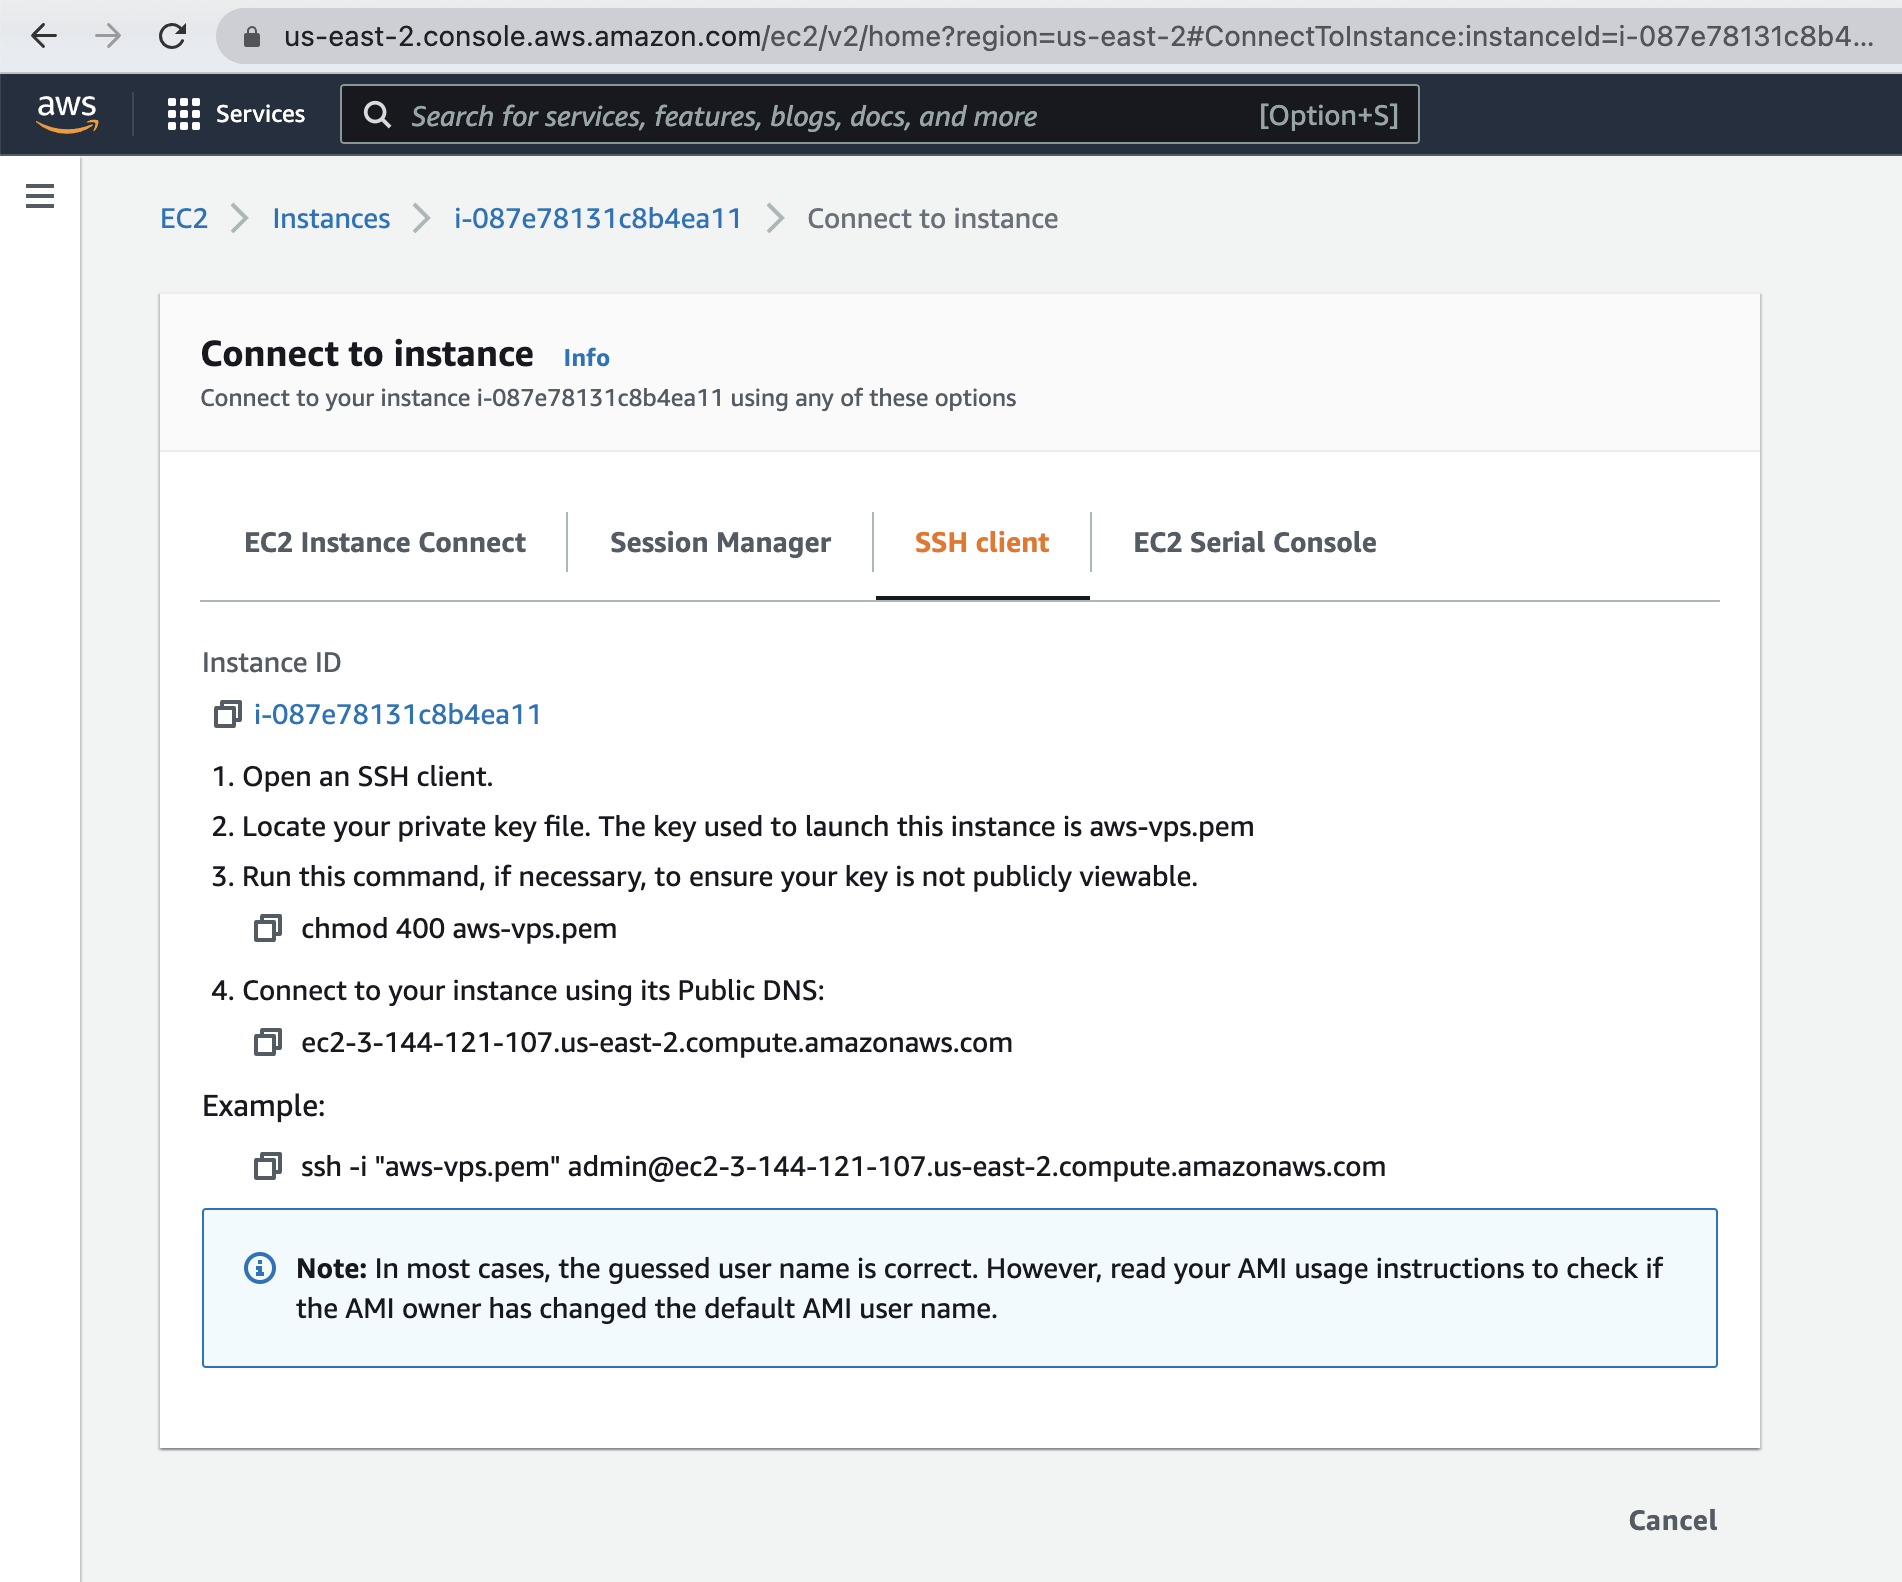 us-east-2.console.aws.amazon.com/ec2/v2/home?region=us-east-2#ConnectToInstance:instanceId=i-087e78131c8b4...
aws Services Search for services, features, blogs, docs, and more [Option+S]
EC2 Instances i-087e78131c8b4ea11 Connect to instance
Connect to instance Info
Connect to your instance i-087e78131c8b4ea11 using any of these options
EC2 Instance Connect Session Manager SSH client EC2 Serial Console
Instance ID
i-087e78131c8b4ea11
1. Open an SSH client.
2. Locate your private key file. The key used to launch this instance is aws-vps.pem
3. Run this command, if necessary, to ensure your key is not publicly viewable.
chmod 400 aws-vps.pem
4. Connect to your instance using its Public DNS:
ec2-3-144-121-107.us-east-2.compute.amazonaws.com
Example:
ssh -i "aws-vps.pem" admin@ec2-3-144-121-107.us-east-2.compute.amazonaws.com
Note: In most cases, the guessed user name is correct. However, read your AMI usage instructions to check if
the AMI owner has changed the default AMI user name.
Cancel